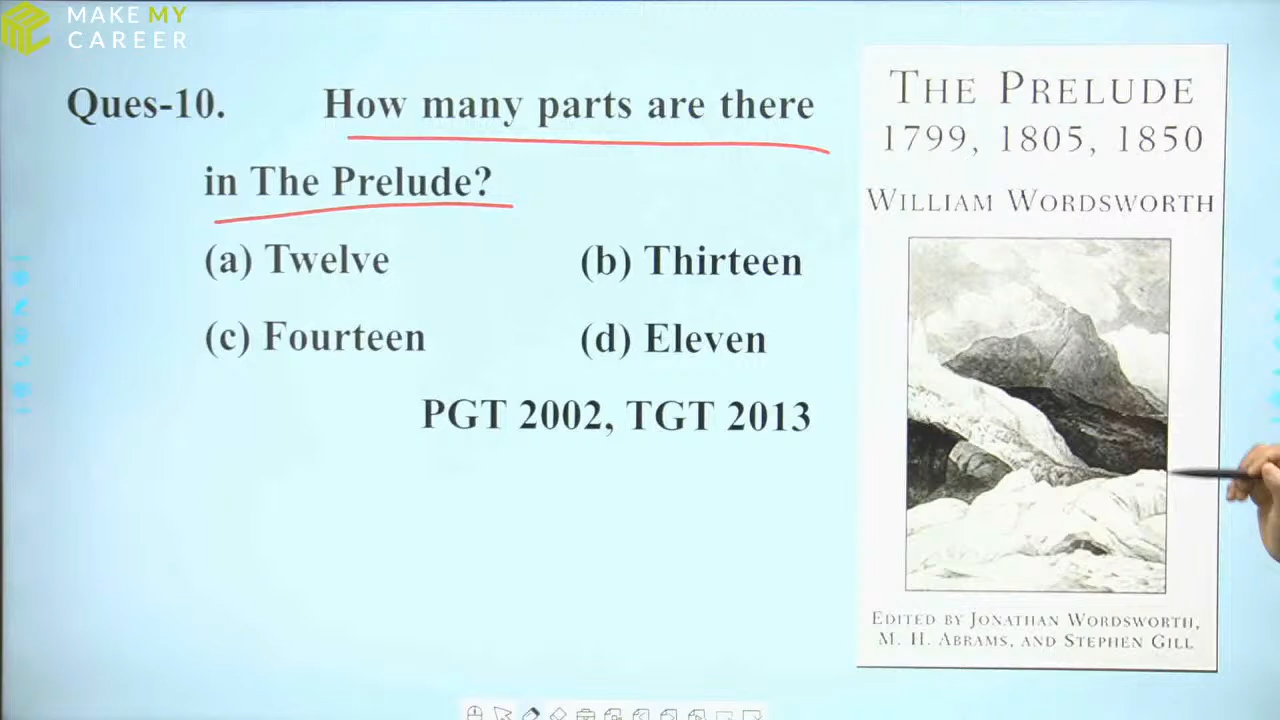 MAKE MY
CAREER
Ques-10. How many parts are there
in The Prelude?
(a) Twelve (b) Thirteen
(c) Fourteen (d) Eleven
PGT 2002, TGT 2013
THE PRELUDE
1799, 1805, 1850
WILLIAM WORDSWORTH
EDITED BY JONATHAN WORDSWORTH,
M. H. ABRAMS, AND STEPHEN GILL